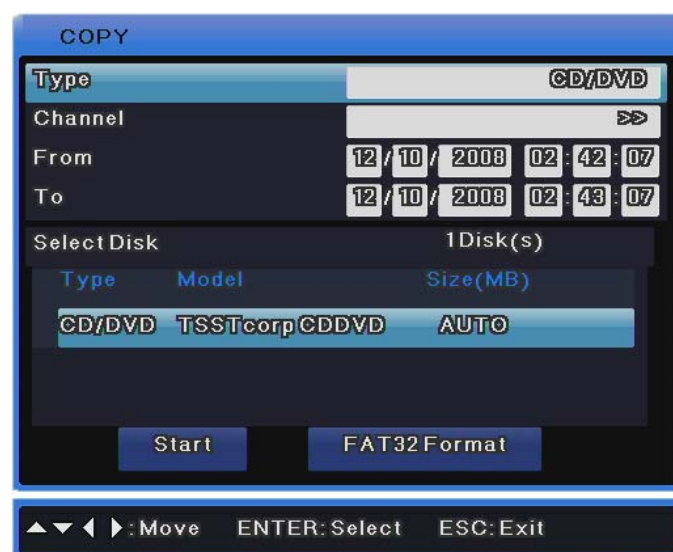 COPY
Type CD/DVD
Channel >>
From 12/10/2008 02:42:07
To 12/10/2008 02:43:07
Select Disk 1Disk(s)
Type Model Size(MB)
CD/DVD TSSTcorp CDDVD AUTO
Start FAT32 Format
:Move ENTER:Select ESC:Exit